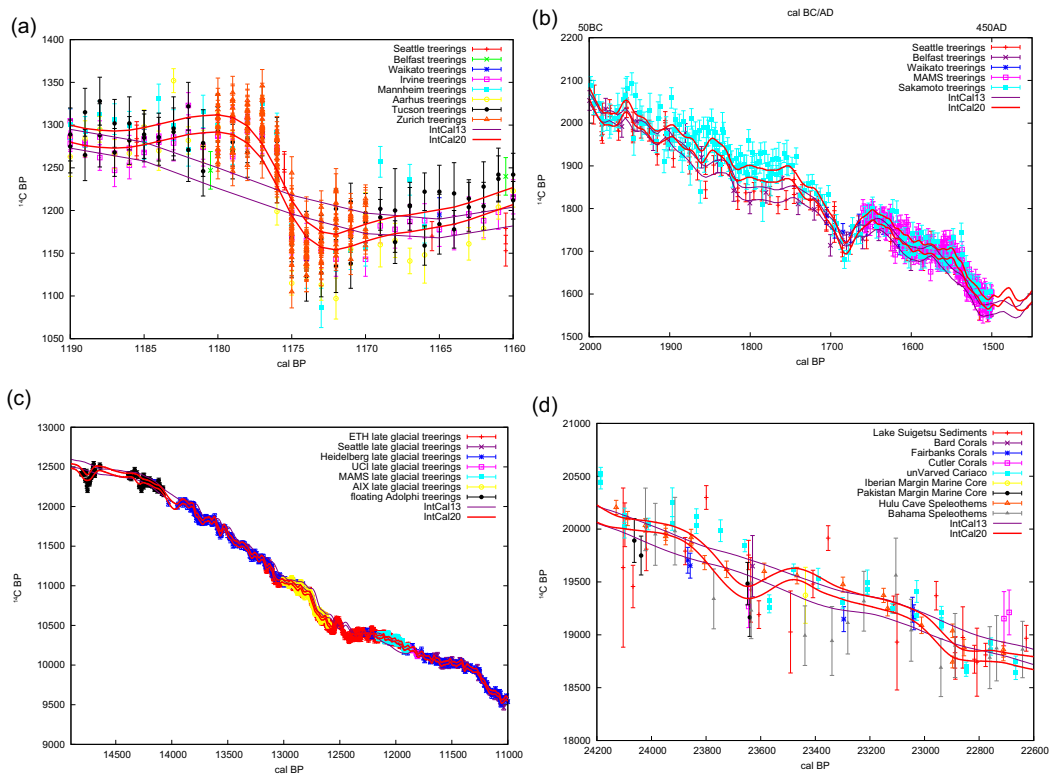 (a)
1400
1350
1300
1250
1200
1150
1100
1050
¹⁴C BP
Seattle treerings
Belfast treerings
Waikato treerings
Irvine treerings
Mannheim treerings
Aarhus treerings
Tucson treerings
Zurich treerings
IntCal13
IntCal20
1190 1185 1180 1175 1170 1165 1160
cal BP
(b)
cal BC/AD
50BC 450AD
2200
2100
2000
1900
1800
1700
1600
1500
¹⁴C BP
Seattle treerings
Belfast treerings
Waikato treerings
MAMS treerings
Sakamoto treerings
IntCal13
IntCal20
2000 1900 1800 1700 1600 1500
cal BP
(c)
13000
12500
12000
11500
11000
10500
10000
9500
9000
¹⁴C BP
ETH late glacial treerings
Seattle late glacial treerings
Heidelberg late glacial treerings
UCI late glacial treerings
MAMS late glacial treerings
AIX late glacial treerings
floating Adolphi treerings
IntCal13
IntCal20
14500 14000 13500 13000 12500 12000 11500 11000
cal BP
(d)
21000
20500
20000
19500
19000
18500
18000
¹⁴C BP
Lake Suigetsu Sediments
Bard Corals
Fairbanks Corals
Cutler Corals
unVarved Cariaco
Iberian Margin Marine Core
Pakistan Margin Marine Core
Hulu Cave Speleothems
Bahama Speleothems
IntCal13
IntCal20
24200 24000 23800 23600 23400 23200 23000 22800 22600
cal BP